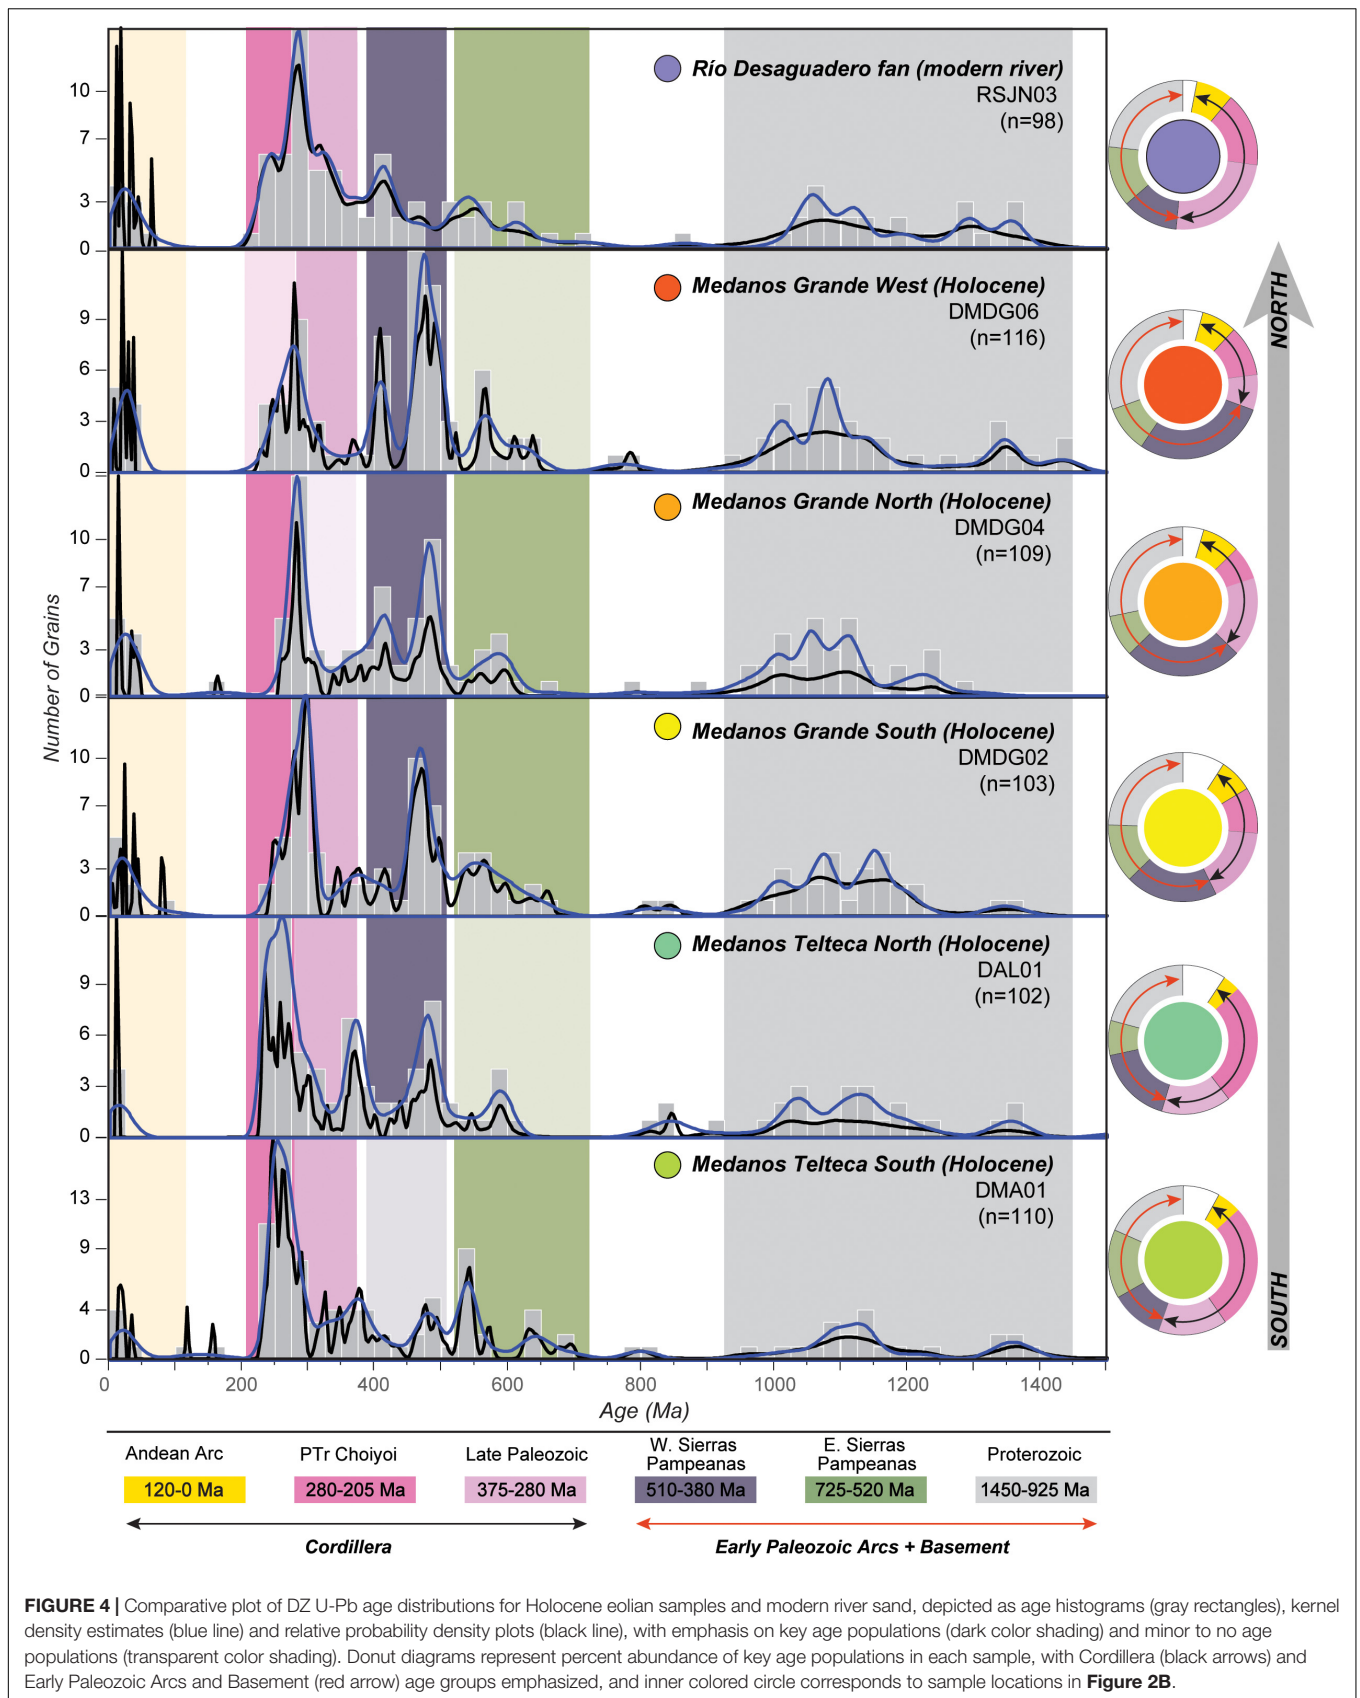 Río Desaguadero fan (modern river)
RSJN03
(n=98)
10
7
3
0
Medanos Grande West (Holocene)
DMDG06
(n=116)
9
6
3
0
Medanos Grande North (Holocene)
DMDG04
(n=109)
10
7
3
0
Medanos Grande South (Holocene)
DMDG02
(n=103)
10
7
3
0
Medanos Telteca North (Holocene)
DAL01
(n=102)
9
6
3
0
Medanos Telteca South (Holocene)
DMA01
(n=110)
13
9
4
0
Number of Grains
NORTH
SOUTH
0 200 400 600 800 1000 1200 1400
Age (Ma)
Andean Arc PTr Choiyoi Late Paleozoic W. Sierras Pampeanas E. Sierras Pampeanas Proterozoic
120-0 Ma 280-205 Ma 375-280 Ma 510-380 Ma 725-520 Ma 1450-925 Ma
Cordillera Early Paleozoic Arcs + Basement
FIGURE 4 | Comparative plot of DZ U-Pb age distributions for Holocene eolian samples and modern river sand, depicted as age histograms (gray rectangles), kernel
density estimates (blue line) and relative probability density plots (black line), with emphasis on key age populations (dark color shading) and minor to no age
populations (transparent color shading). Donut diagrams represent percent abundance of key age populations in each sample, with Cordillera (black arrows) and
Early Paleozoic Arcs and Basement (red arrow) age groups emphasized, and inner colored circle corresponds to sample locations in Figure 2B.